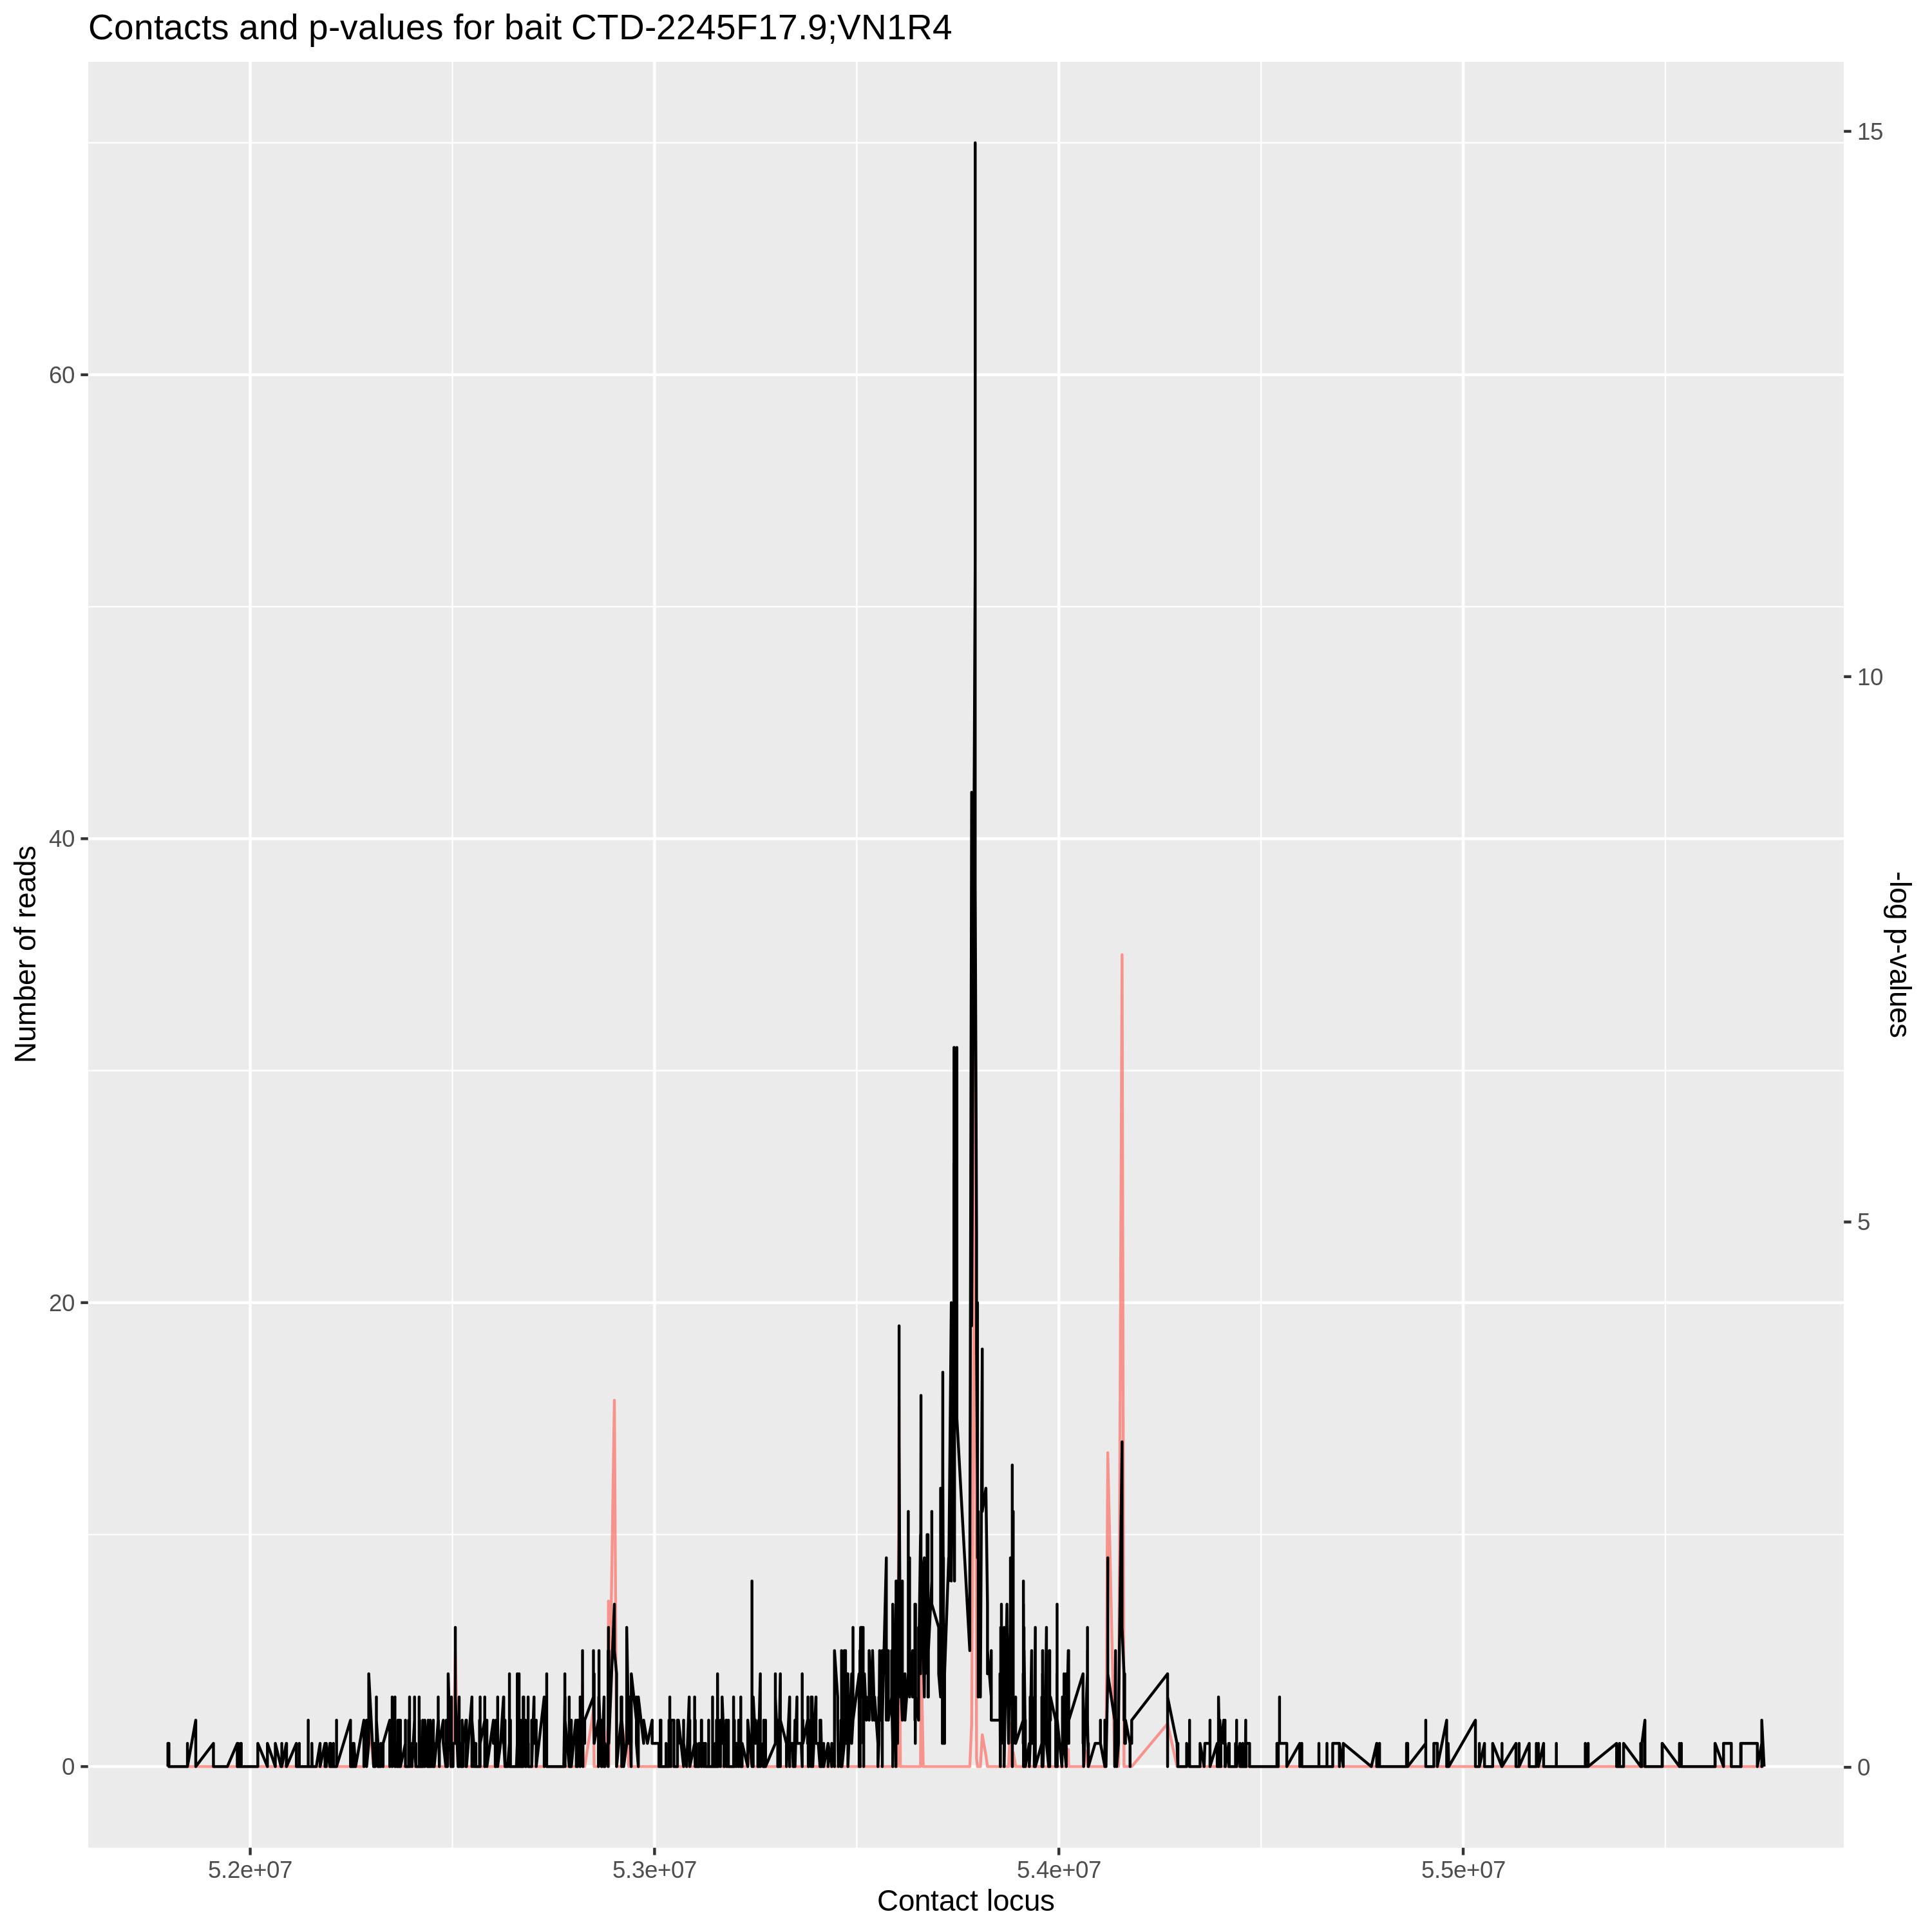 Contacts and p-values for bait CTD-2245F17.9;VN1R4
15
60
10
40
Number of reads
-log p-values
5
20
0
0
5.2e+07
5.3e+07
5.4e+07
5.5e+07
Contact locus